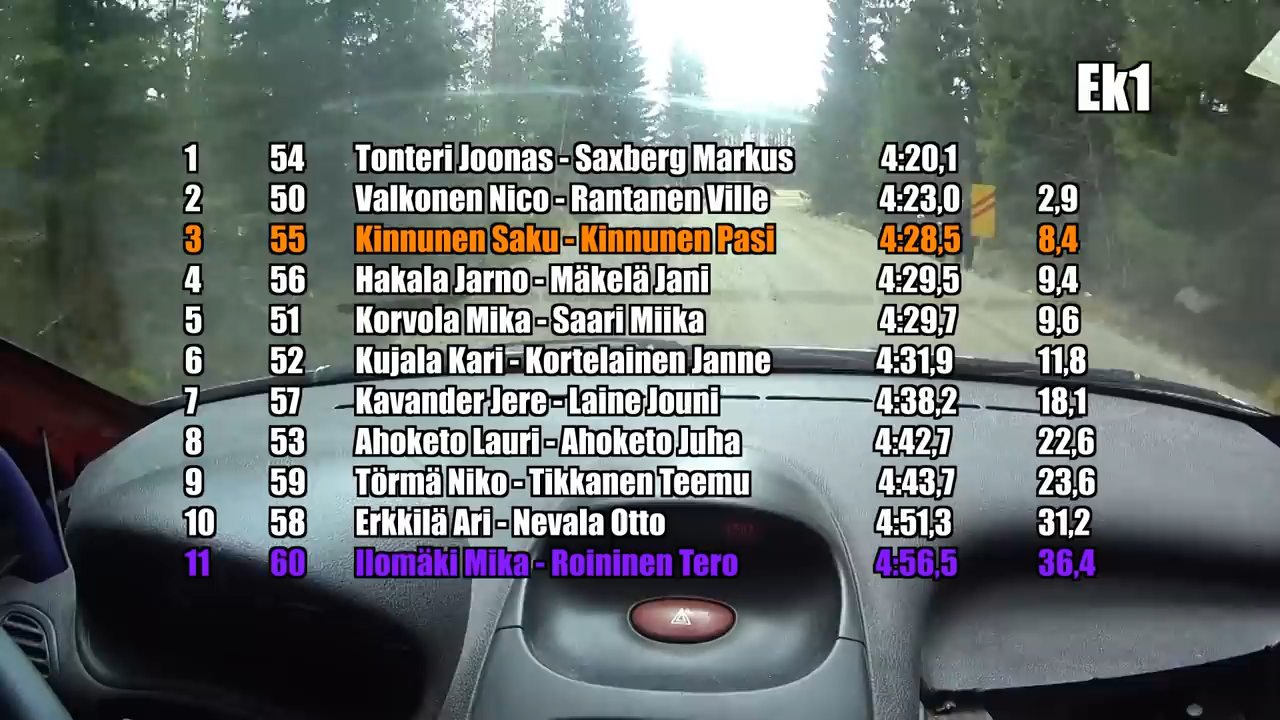 Ek1
1 54 Tonteri Joonas - Saxberg Markus 4:20,1
2 50 Valkonen Nico - Rantanen Ville 4:23,0 2,9
3 55 Kinnunen Saku - Kinnunen Pasi 4:28,5 8,4
4 56 Hakala Jarno - Mäkelä Jani 4:29,5 9,4
5 51 Korvola Mika - Saari Miika 4:29,7 9,6
6 52 Kujala Kari - Kortelainen Janne 4:31,9 11,8
7 57 Kavander Jere - Laine Jouni 4:38,2 18,1
8 53 Ahoketo Lauri - Ahoketo Juha 4:42,7 22,6
9 59 Törmä Niko - Tikkanen Teemu 4:43,7 23,6
10 58 Erkkilä Ari - Nevala Otto 4:51,3 31,2
11 60 Ilomäki Mika - Roininen Tero 4:56,5 36,4